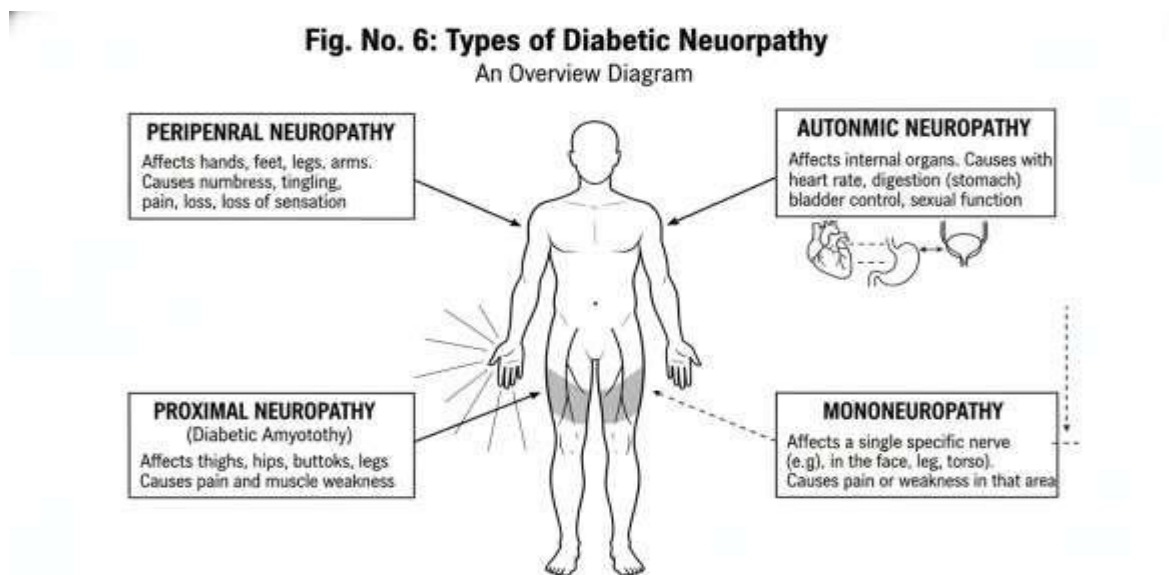 Fig. No. 6: Types of Diabetic Neuorpathy
An Overview Diagram
PERIPENRAL NEUROPATHY
Affects hands, feet, legs, arms.
Causes numbress, tingling,
pain, loss, loss of sensation
AUTONMIC NEUROPATHY
Affects internal organs. Causes with
heart rate, digestion (stomach)
bladder control, sexual function
PROXIMAL NEUROPATHY
(Diabetic Amyotothy)
Affects thighs, hips, buttoks, legs
Causes pain and muscle weakness
MONONEUROPATHY
Affects a single specific nerve
(e.g), in the face, leg, torso).
Causes pain or weakness in that area